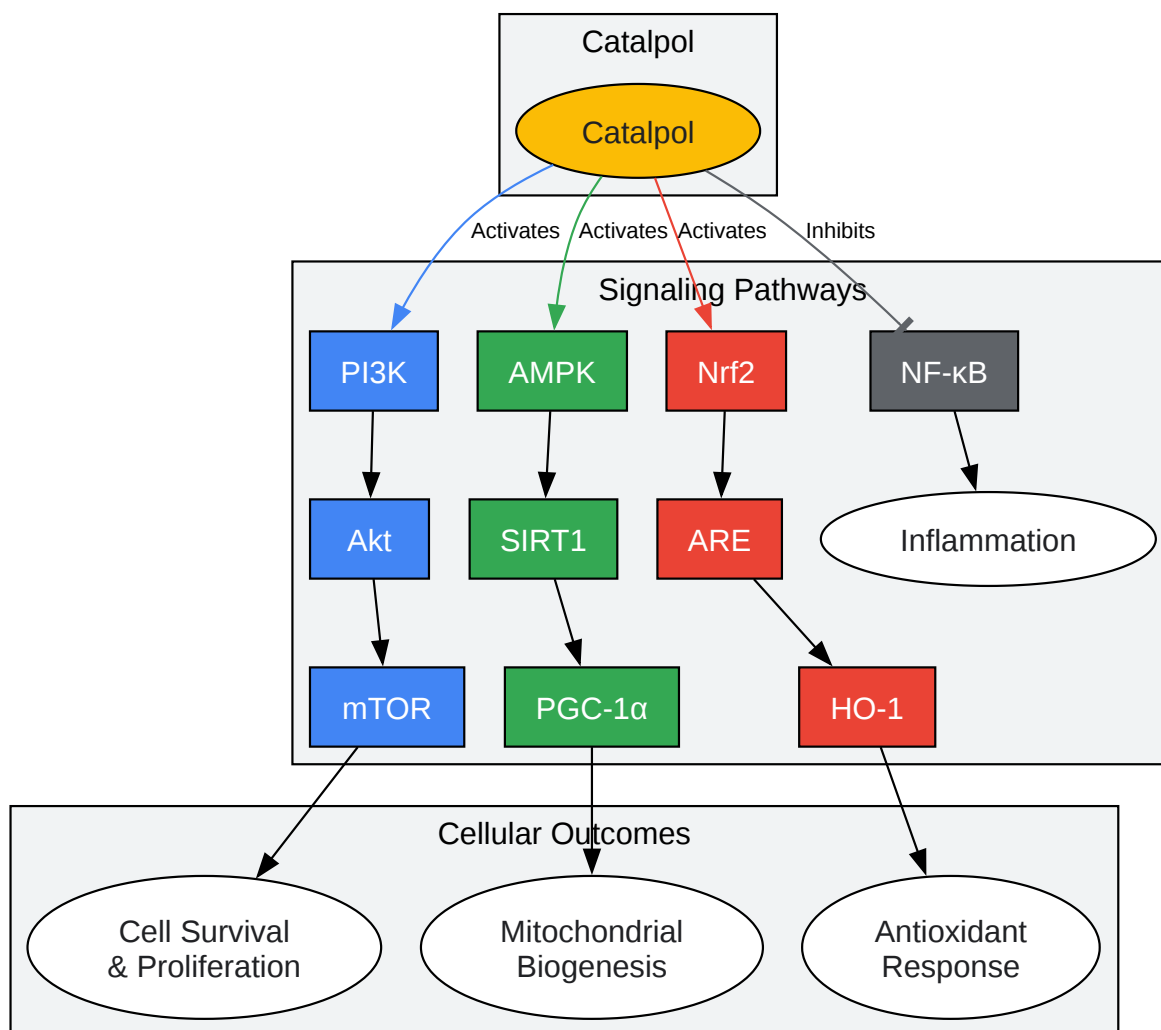 Catalpol
Catalpol
Activates
Activates
Activates
Inhibits
Signaling Pathways
PI3K
AMPK
Nrf2
NF-κB
Akt
SIRT1
ARE
Inflammation
mTOR
PGC-1α
HO-1
Cellular Outcomes
Cell Survival
& Proliferation
Mitochondrial
Biogenesis
Antioxidant
Response